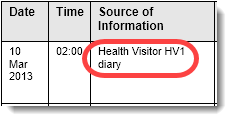 Date Time Source of
Information
10 02:00 Health Visitor HV1
Mar diary
2013